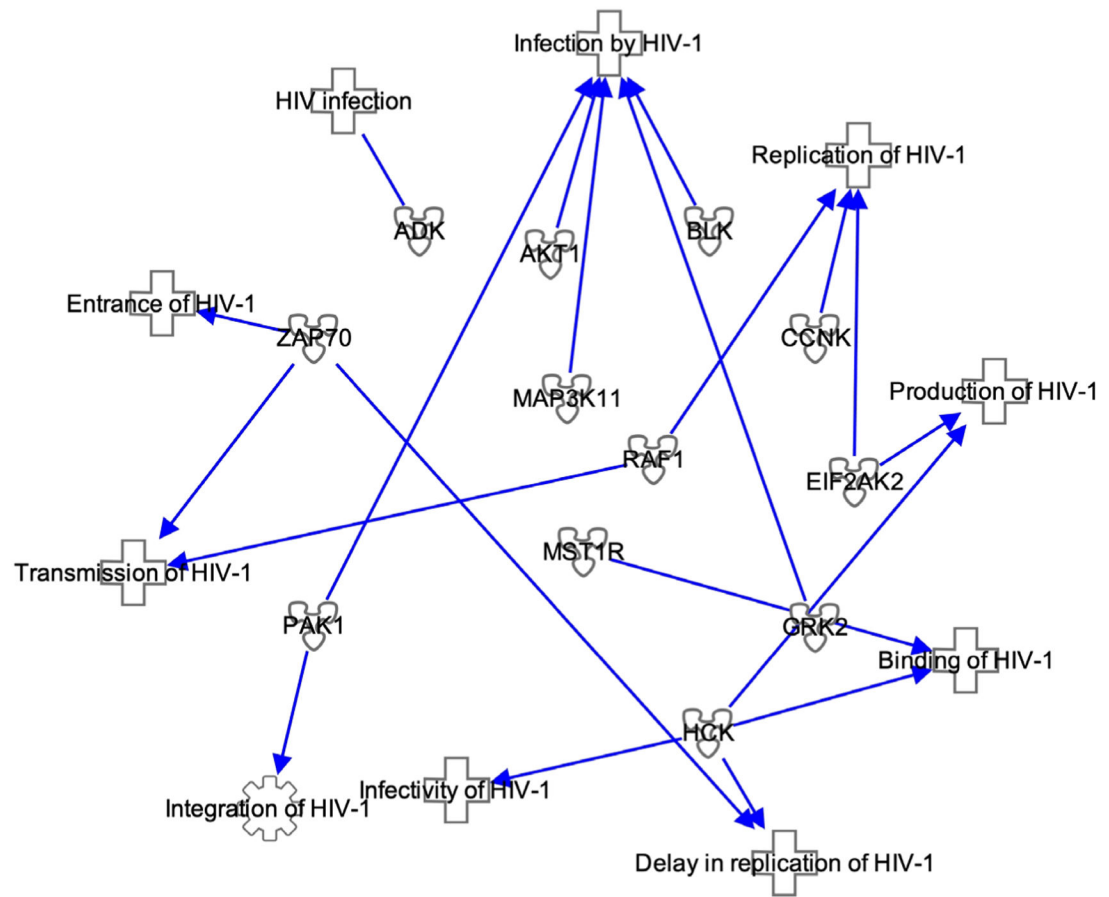 Infection by HIV-1
HIV infection
Replication of HIV-1
ADK
AKT1
BLK
Entrance of HIV-1
ZAP70
CCNK
MAP3K11
Production of HIV-1
RAF1
EIF2AK2
MST1R
Transmission of HIV-1
PAK1
GRK2
Binding of HIV-1
HCK
Infectivity of HIV-1
Integration of HIV-1
Delay in replication of HIV-1